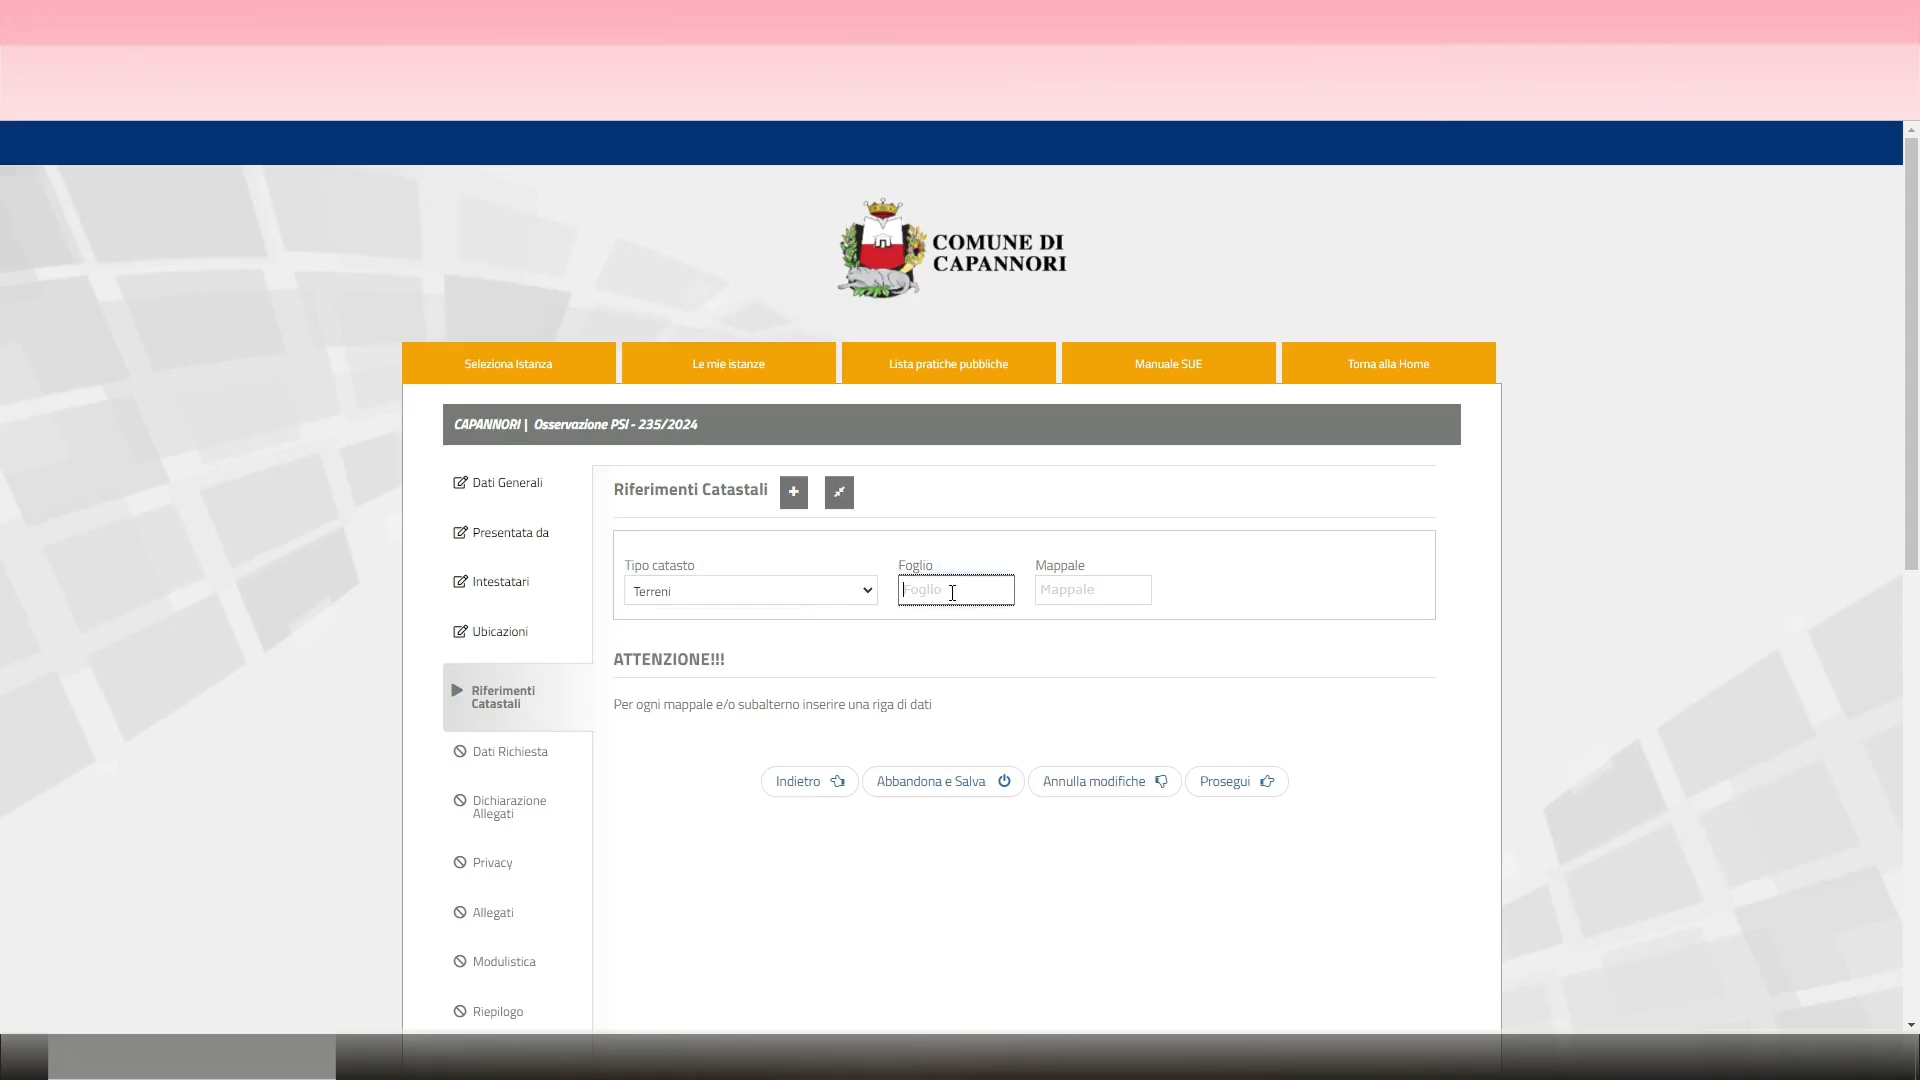 COMUNE DI
CAPANNORI
Seleziona Istanza
Le mie istanze
Lista pratiche pubbliche
Manuale SUE
Torna alla Home
CAPANNORI | Osservazione PSI - 235/2024
Dati Generali
Presentata da
Intestatari
Ubicazioni
Riferimenti
Catastali
Dati Richiesta
Dichiarazione
Allegati
Privacy
Allegati
Modulistica
Riepilogo
Riferimenti Catastali
Tipo catasto
Foglio
Mappale
Terreni
Foglio
Mappale
ATTENZIONE!!!
Per ogni mappale e/o subalterno inserire una riga di dati
Indietro
Abbandona e Salva
Annulla modifiche
Prosegui